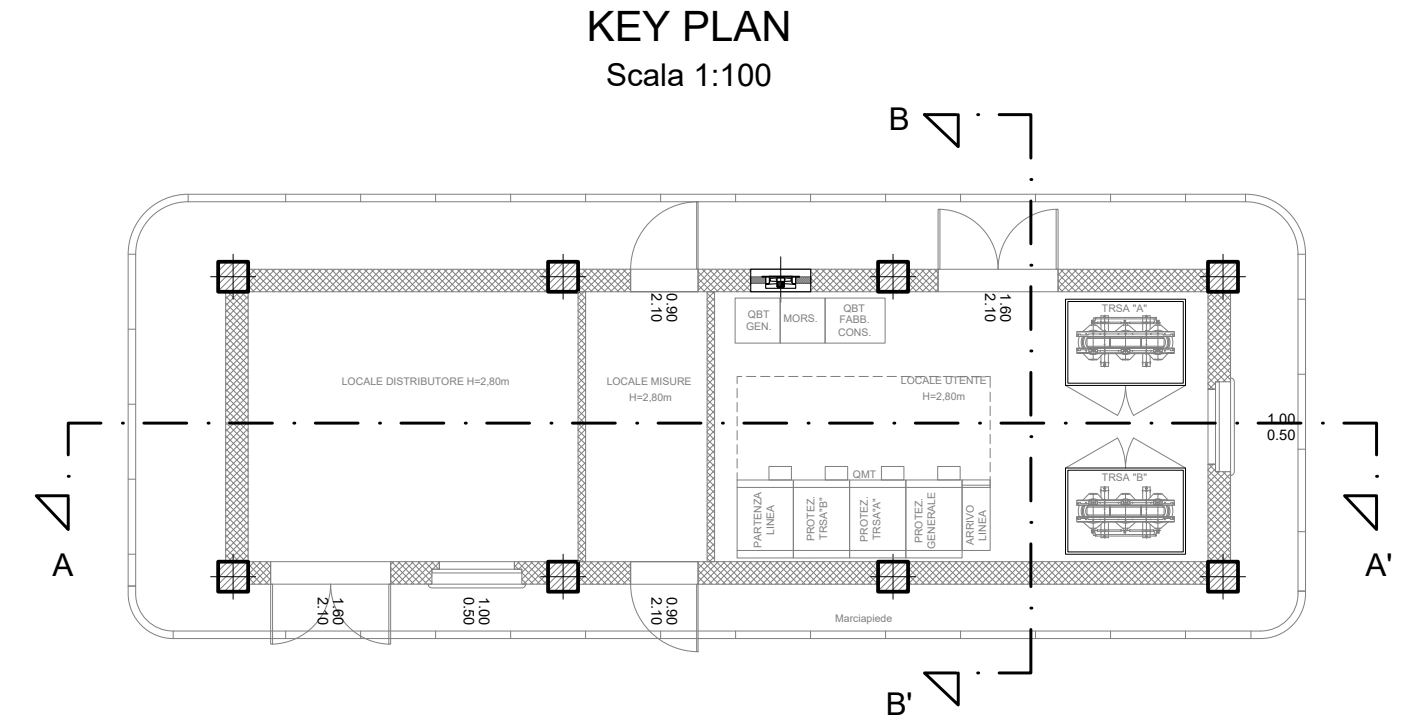 KEY PLAN
Scala 1:100
B
0.90
2.10
QBT
GEN.
MORS.
QBT
FABB.
CONS.
1.60
2.10
TRSA "A"
LOCALE DISTRIBUTORE H=2,80m
LOCALE MISURE
H=2,80m
LOCALE UTENTE
H=2,80m
1.00
0.50
QMT
PARTENZA
LINEA
PROTEZ.
TRSA"B"
PROTEZ.
TRSA"A"
PROTEZ.
GENERALE
ARRIVO
LINEA
TRSA "B"
A
A'
1.60
2.10
1.00
0.50
0.90
2.10
Marciapiede
B'